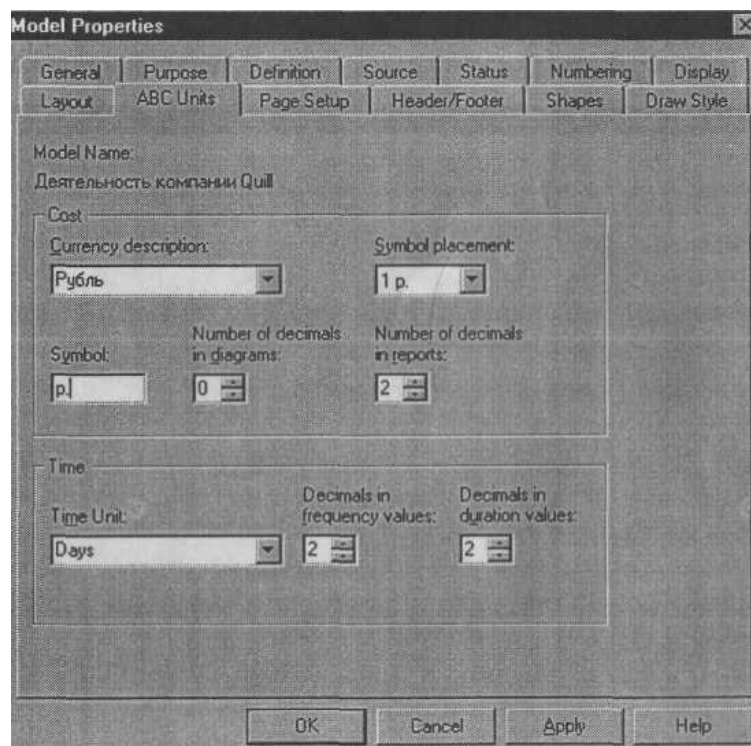 Model Properties
General Purpose Definition Source Status Numbering Display
Layout ABC Units Page Setup Header/Footer Shapes Draw Style
Model Name:
Деятельность компании Quill
Cost
Currency description: Symbol placement:
Рубль 1 р.
Number of decimals Number of decimals
Symbol: in diagrams: in reports:
р. 0 2
Time
Decimals in Decimals in
Time Unit: frequency values: duration values:
Days 2 2
OK Cancel Apply Help